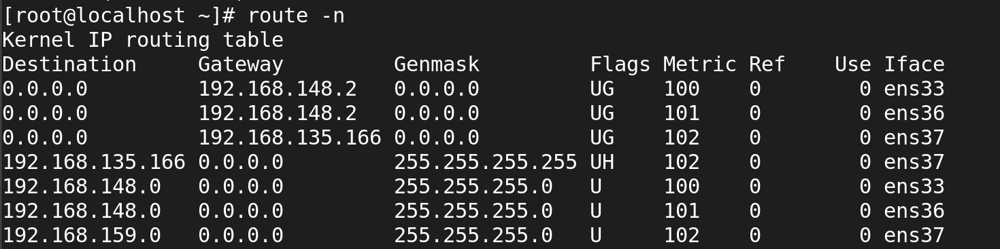 [root@localhost ~]# route -n
Kernel IP routing table
Destination     Gateway         Genmask         Flags Metric Ref    Use Iface
0.0.0.0         192.168.148.2   0.0.0.0         UG    100    0        0 ens33
0.0.0.0         192.168.148.2   0.0.0.0         UG    101    0        0 ens36
0.0.0.0         192.168.135.166 0.0.0.0         UG    102    0        0 ens37
192.168.135.166 0.0.0.0         255.255.255.255 UH    102    0        0 ens37
192.168.148.0   0.0.0.0         255.255.255.0   U     100    0        0 ens33
192.168.148.0   0.0.0.0         255.255.255.0   U     101    0        0 ens36
192.168.159.0   0.0.0.0         255.255.255.0   U     102    0        0 ens37